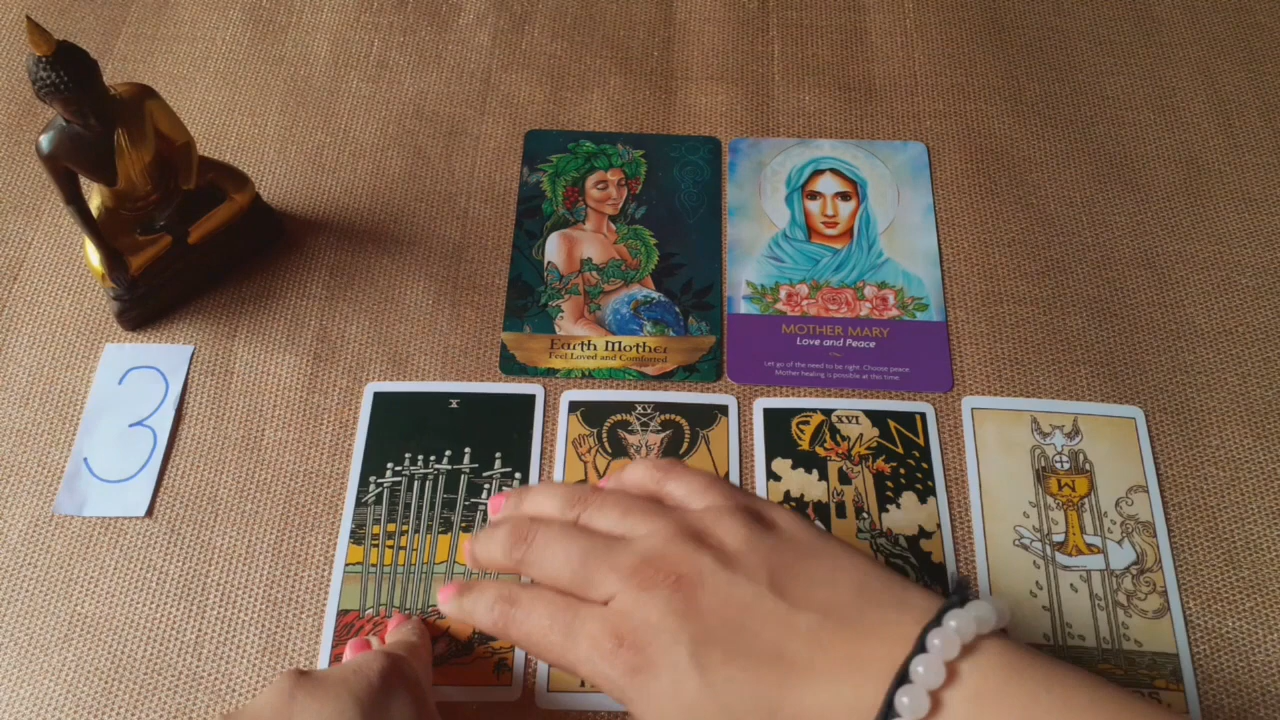 Earth Mother
Feel Loved and Comforted
MOTHER MARY
Love and Peace
Let go of the need to be right. Choose peace.
Mother healing is possible at this time.
3
X
XV
XVI